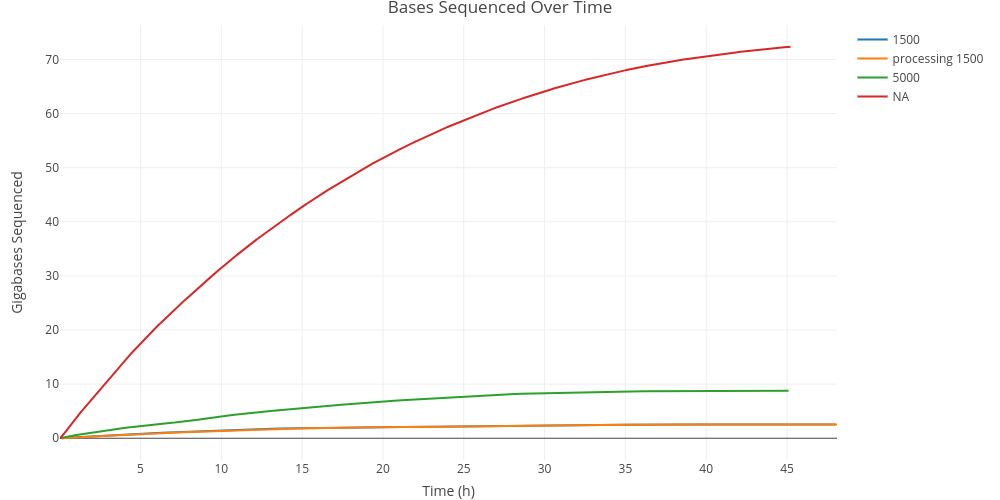 Bases Sequenced Over Time
1500
processing 1500
5000
NA
Gigabases Sequenced
70
60
50
40
30
20
10
0
5 10 15 20 25 30 35 40 45
Time (h)